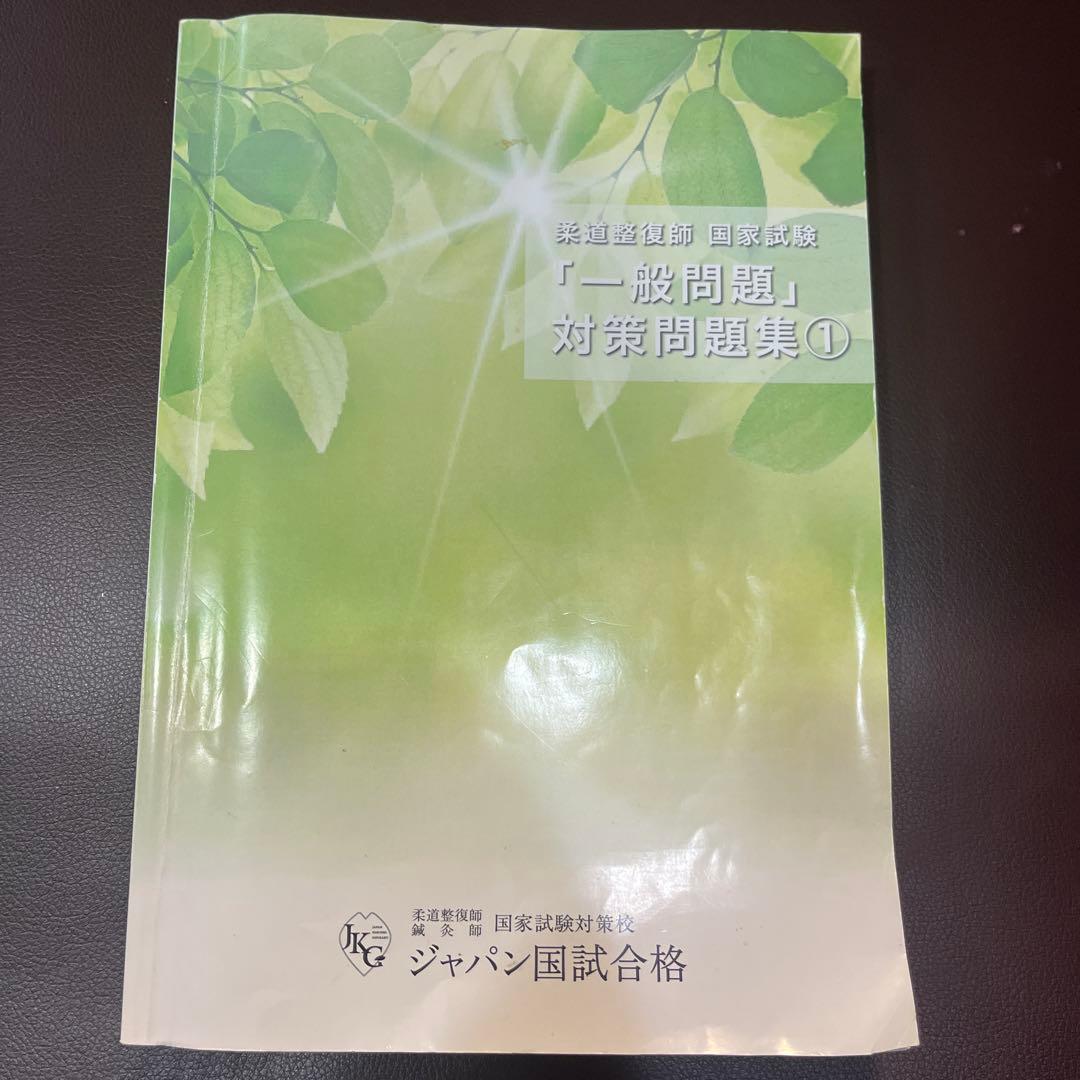 柔道整復師 国家試験
「一般問題」
対策問題集①
柔道整復師
鍼灸師 国家試験対策校
JKG
ジャパン国試合格